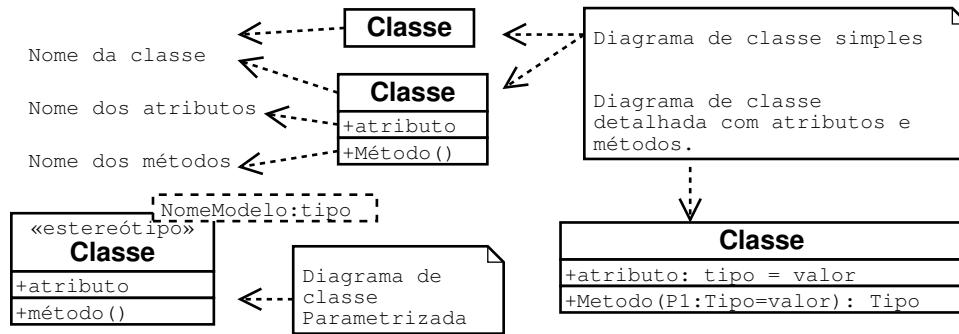 Classe
Diagrama de classe simples
Nome da classe
Classe
Diagrama de classe
detalhada com atributos e
métodos.
Nome dos atributos
+atributo
Nome dos métodos
+Método()
NomeModelo:tipo
«estereótipo»
Classe
+atributo
+método()
Diagrama de
classe
Parametrizada
Classe
+atributo: tipo = valor
+Metodo(P1:Tipo=valor): Tipo